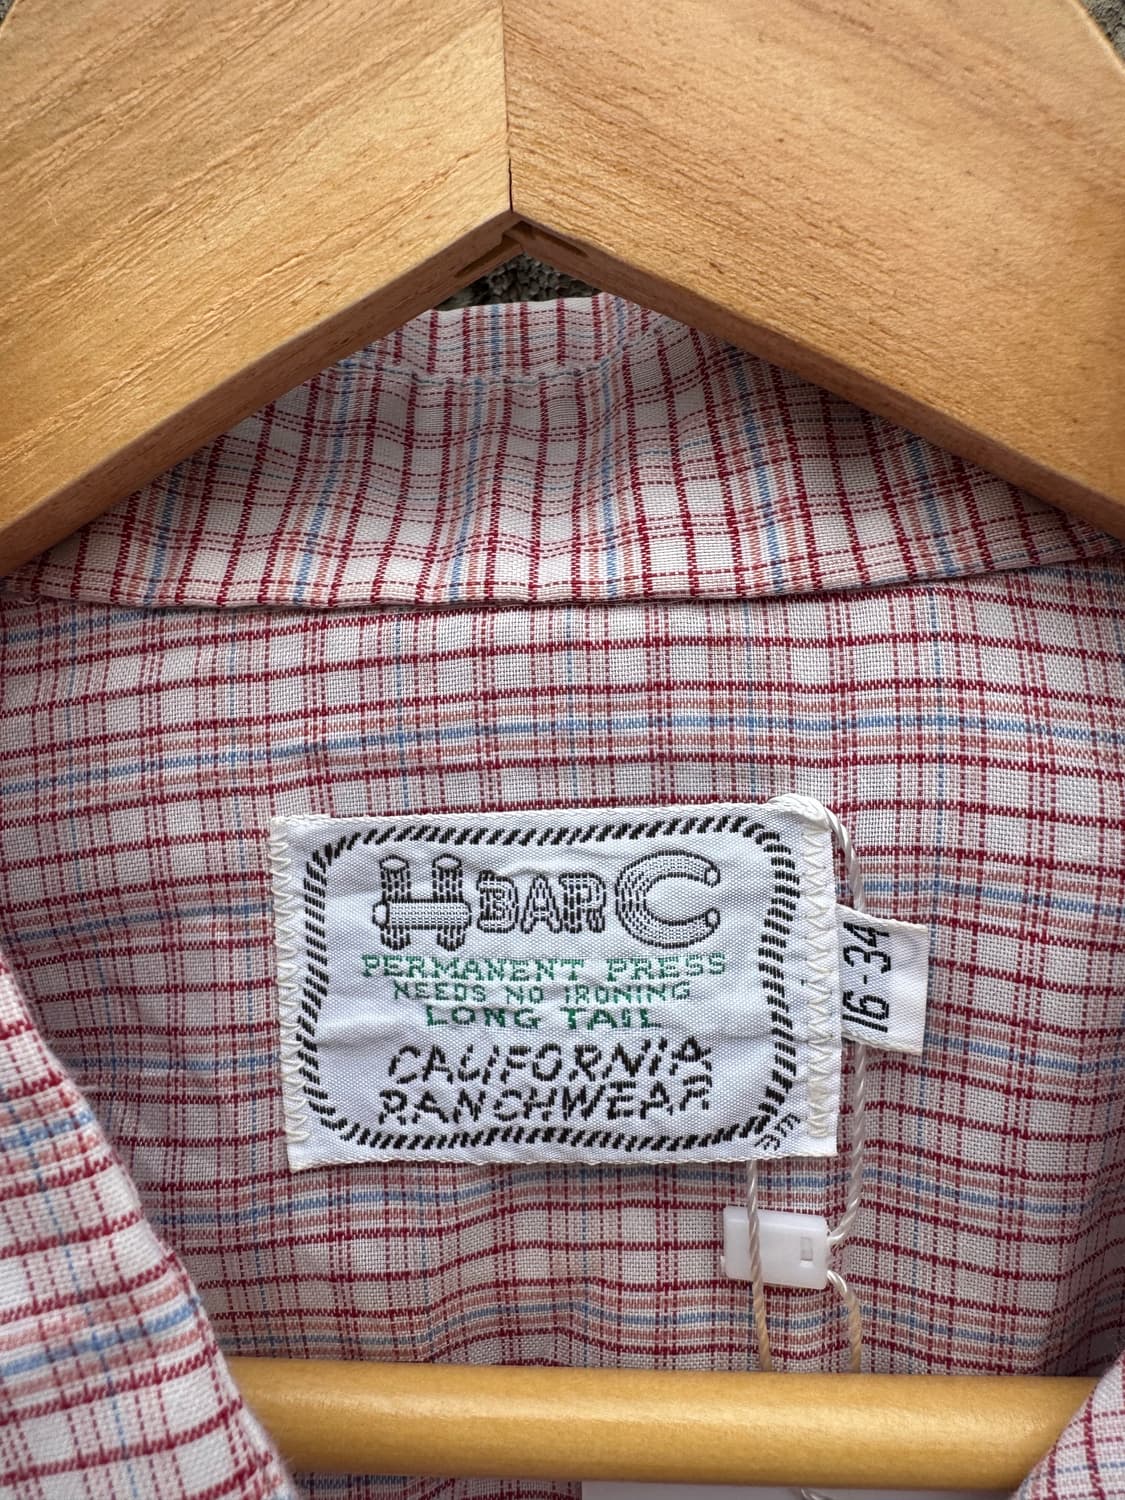 H BAR C
PERMANENT PRESS
NEEDS NO IRONING
LONG TAIL
CALIFORNIA
RANCHWEAR
16-34